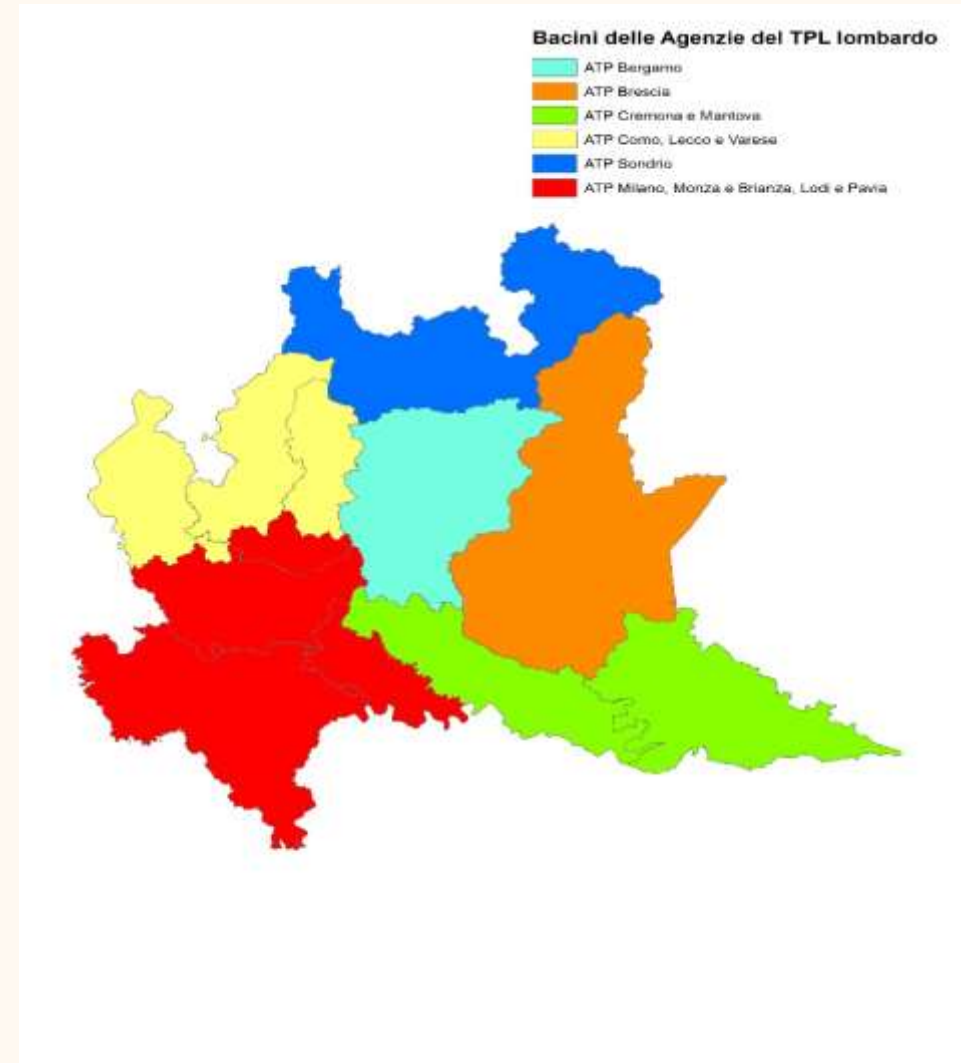 Bacini delle Agenzie del TPL lombardo
ATP Bergamo
ATP Brescia
ATP Cremona e Mantova
ATP Como, Lecco e Varese
ATP Sondrio
ATP Milano, Monza e Brianza, Lodi e Pavia